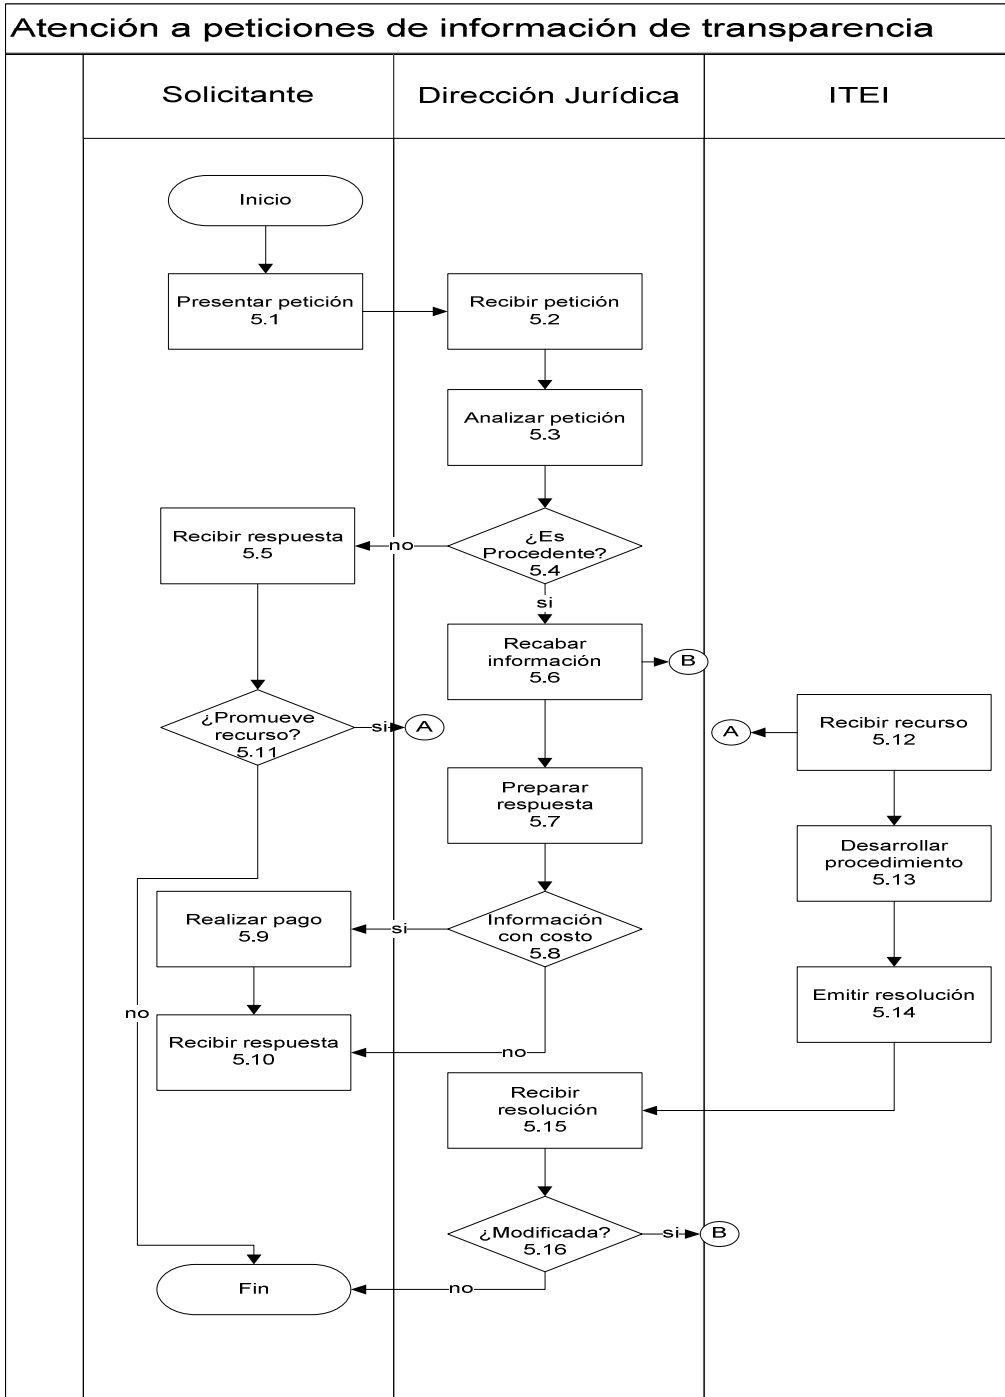 Atención a peticiones de información de transparencia
Solicitante
Dirección Jurídica
ITEI
Inicio
Presentar petición
5.1
Recibir petición
5.2
Analizar petición
5.3
¿Es
Procedente?
5.4
no
Recibir respuesta
5.5
si
Recabar
información
5.6
B
¿Promueve
recurso?
5.11
si
A
A
Recibir recurso
5.12
Preparar
respuesta
5.7
Desarrollar
procedimiento
5.13
Información
con costo
5.8
si
Realizar pago
5.9
Emitir resolución
5.14
no
Recibir respuesta
5.10
no
Recibir
resolución
5.15
¿Modificada?
5.16
si
B
no
Fin